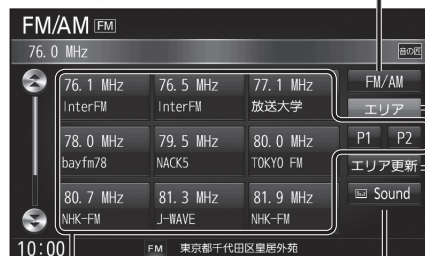 FM/AM FM
76.0 MHz 音の匠
76.1 MHz 76.5 MHz 77.1 MHz FM/AM
InterFM InterFM 放送大学 エリア
78.0 MHz 79.5 MHz 80.0 MHz P1 P2
bayfm78 NACK5 TOKYO FM エリア更新
80.7 MHz 81.3 MHz 81.9 MHz Sound
NHK-FM J-WAVE NHK-FM
10:00 FM 東京都千代田区皇居外苑